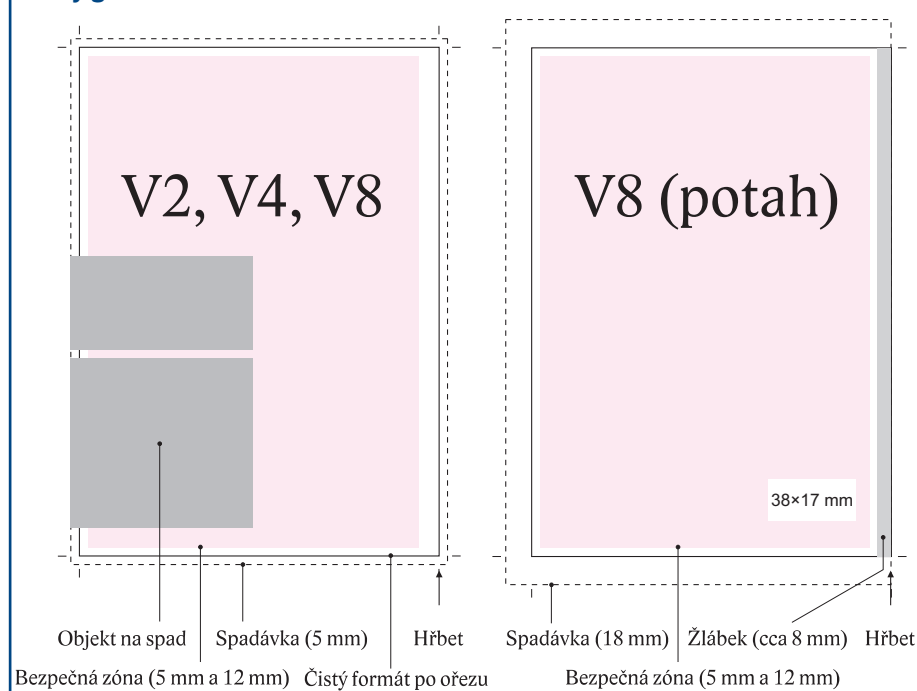 V2, V4, V8
V8 (potah)
38×17 mm
Objekt na spad
Spadávka (5 mm)
Hřbet
Spadávka (18 mm)
Žlábek (cca 8 mm)
Hřbet
Bezpečná zóna (5 mm a 12 mm)
Čistý formát po ořezu
Bezpečná zóna (5 mm a 12 mm)